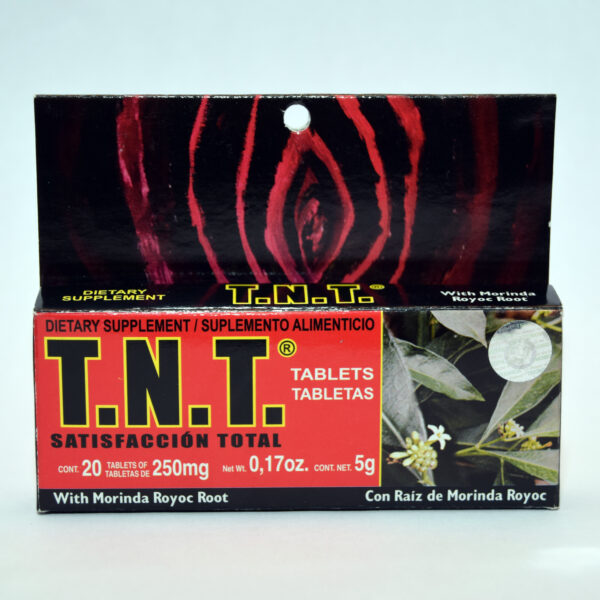 DIETARY
SUPPLEMENT
T.N.T.®
With Morinda
Royoc Root
DIETARY SUPPLEMENT / SUPLEMENTO ALIMENTICIO
T.N.T.®
TABLETS
TABLETAS
SATISFACCIÓN TOTAL
CONT. 20 TABLETS OF 250mg Net Wt. 0,17oz. CONT. NET. 5g
TABLETAS DE
With Morinda Royoc Root
Con Raíz de Morinda Royoc